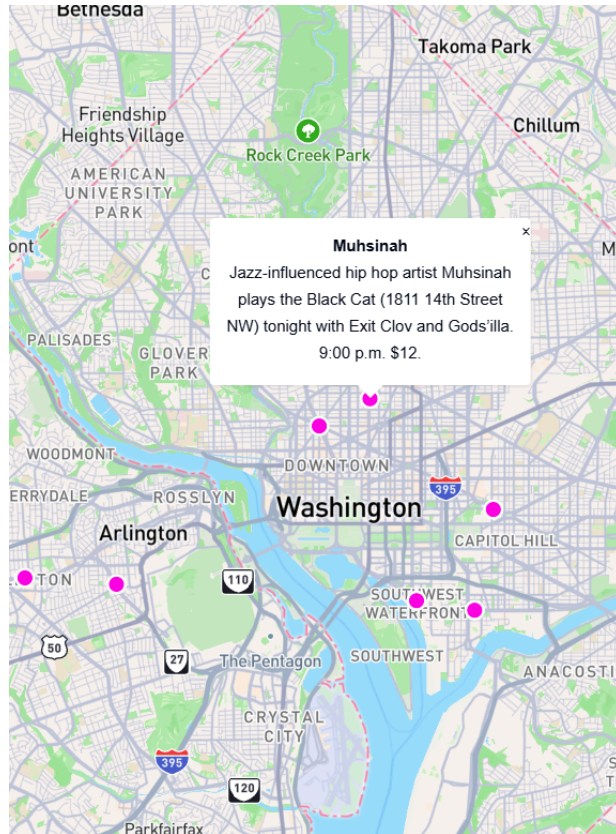 Bethesda
Takoma Park
Friendship
Heights Village
Chillum
Rock Creek Park
AMERICAN
UNIVERSITY
PARK
ont
M
×
Muhsinah
Jazz-influenced hip hop artist Muhsinah
plays the Black Cat (1811 14th Street
NW) tonight with Exit Clov and Gods'illa.
9:00 p.m. $12.
C
PALISADES
GLOVER
PARK
WOODMONT
DOWNTOWN
395
ERRYDALE
ROSSLYN
Washington
Arlington
CAPITOL HILL
TON
110
SOUTHWEST
WATERFRONT
50
27
The Pentagon
SOUTHWEST
ANACOSTI
CRYSTAL
CITY
395
120
S
T
Parkfairfax